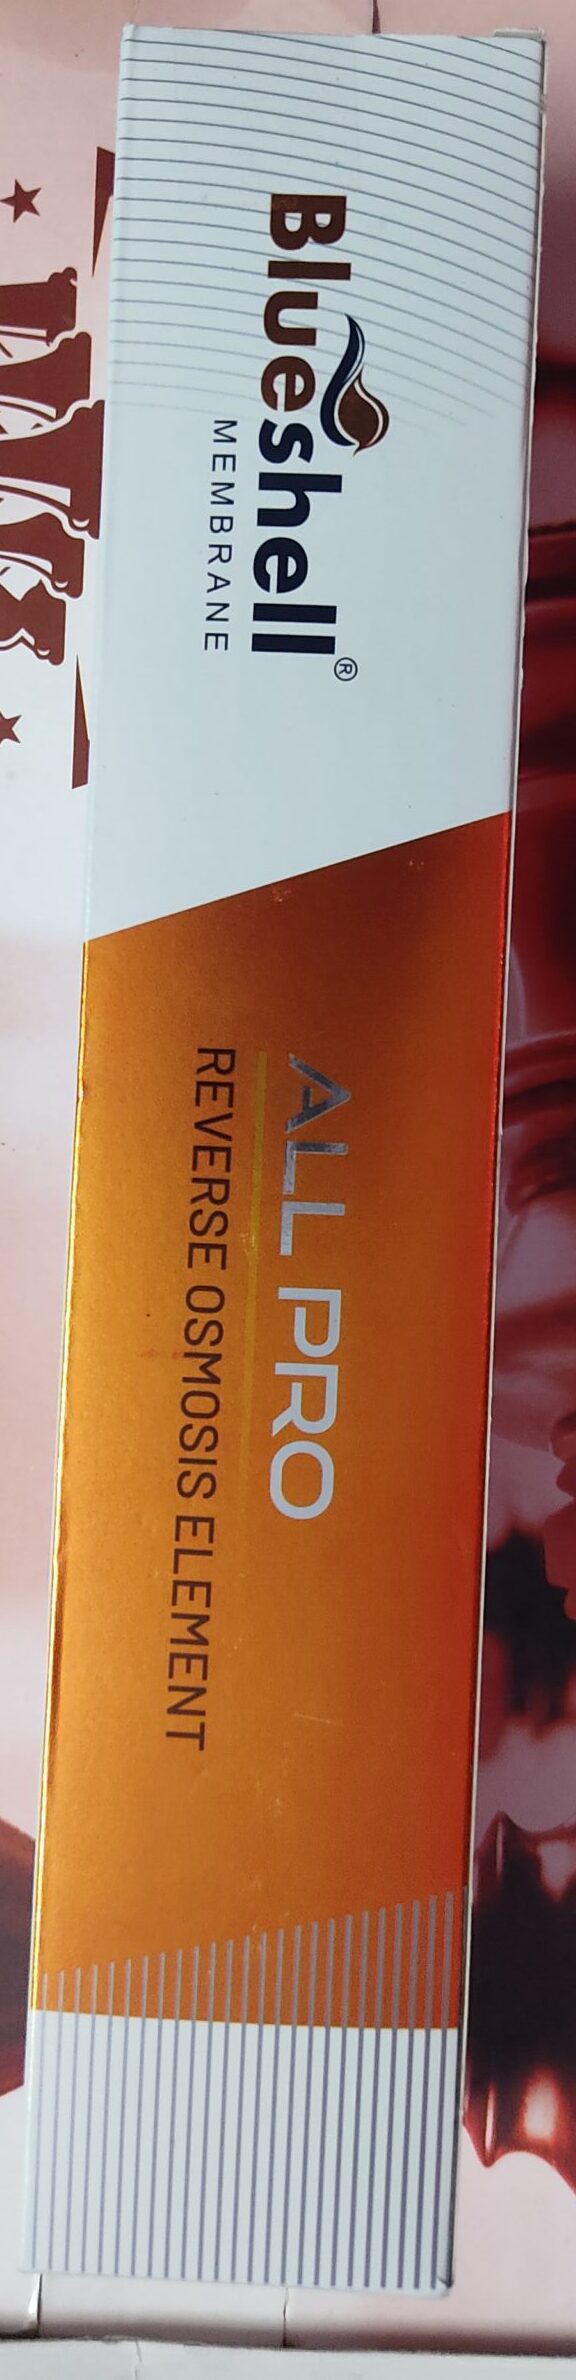 Blueshell®
MEMBRANE
ALL PRO
REVERSE OSMOSIS ELEMENT